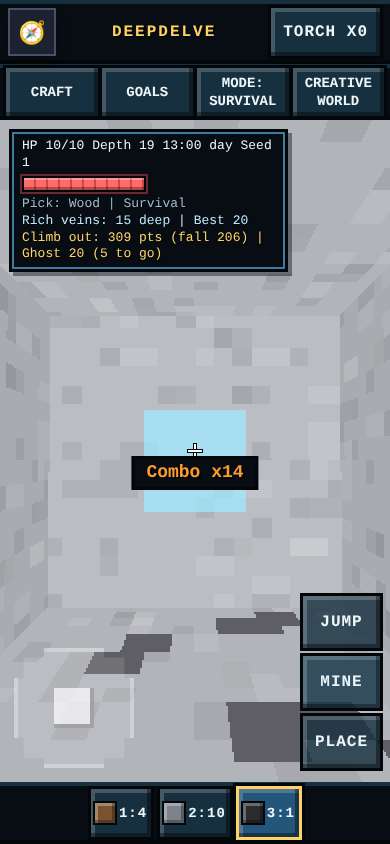 DEEPDELVE
TORCH X0
CRAFT
GOALS
MODE:
SURVIVAL
CREATIVE
WORLD
HP 10/10 Depth 19 13:00 day Seed
1
Pick: Wood | Survival
Rich veins: 15 deep | Best 20
Climb out: 309 pts (fall 206) |
Ghost 20 (5 to go)
Combo x14
JUMP
MINE
PLACE
1:4
2:10
3:1